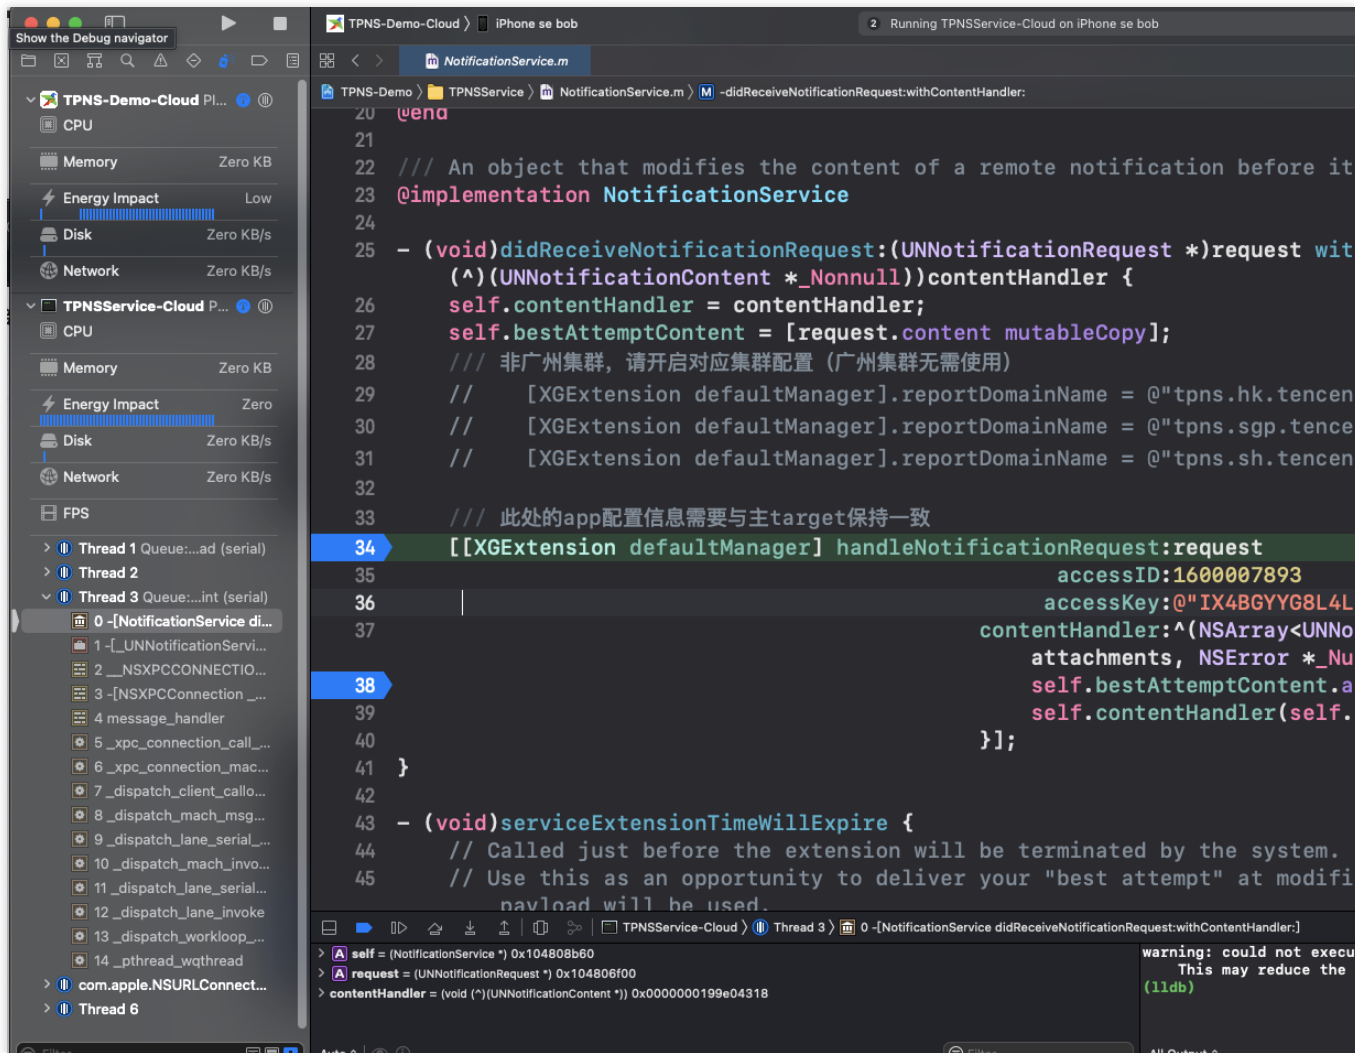 Show the Debug navigator
TPNS-Demo-Cloud
iPhone se bob
2 Running TPNSService-Cloud on iPhone se bob
NotificationService.m
TPNS-Demo
TPNSService
NotificationService.m
M -didReceiveNotificationRequest:withContentHandler:
TPNS-Demo-Cloud Pl...
CPU
Memory Zero KB
Energy Impact Low
Disk Zero KB/s
Network Zero KB/s
TPNSService-Cloud P...
CPU
Memory Zero KB
Energy Impact Zero
Disk Zero KB/s
Network Zero KB/s
FPS
Thread 1 Queue:...ad (serial)
Thread 2
Thread 3 Queue:...int (serial)
0 -[NotificationService di...
1 -[_UNNotificationServi...
2 __NSXPCCONNECTIO...
3 -[NSXPCConnection _...
4 message_handler
5 _xpc_connection_call_...
6 _xpc_connection_mac...
7 _dispatch_client_callo...
8 _dispatch_mach_msg...
9 _dispatch_lane_serial_...
10 _dispatch_mach_invo...
11 _dispatch_lane_serial...
12 _dispatch_lane_invoke
13 _dispatch_workloop_...
14 _pthread_wqthread
com.apple.NSURLConnect...
Thread 6
Filter
20 @end
21
22 /// An object that modifies the content of a remote notification before it
23 @implementation NotificationService
24
25 - (void)didReceiveNotificationRequest:(UNNotificationRequest *)request wit
(^)(UNNotificationContent *_Nonnull))contentHandler {
26 self.contentHandler = contentHandler;
27 self.bestAttemptContent = [request.content mutableCopy];
28 /// 非广州集群，请开启对应集群配置（广州集群无需使用）
29 // [XGExtension defaultManager].reportDomainName = @"tpns.hk.tencen
30 // [XGExtension defaultManager].reportDomainName = @"tpns.sgp.tence
31 // [XGExtension defaultManager].reportDomainName = @"tpns.sh.tencen
32
33 /// 此处的app配置信息需要与主target保持一致
34 [[XGExtension defaultManager] handleNotificationRequest:request
35 accessID:1600007893
36 accessKey:@"IX4BGYYG8L4L
37 contentHandler:^(NSArray<UNNo
attachments, NSError *_Nu
38 self.bestAttemptContent.a
39 self.contentHandler(self.
40 }];
41 }
42
43 - (void)serviceExtensionTimeWillExpire {
44 // Called just before the extension will be terminated by the system.
45 // Use this as an opportunity to deliver your "best attempt" at modifi
payload will be used.
TPNSService-Cloud
Thread 3
0 -[NotificationService didReceiveNotificationRequest:withContentHandler:]
A self = (NotificationService *) 0x104808b60
A request = (UNNotificationRequest *) 0x104806f00
contentHandler = (void (^)(UNNotificationContent *)) 0x0000000199e04318
warning: could not execu
This may reduce the
(lldb)
Auto
Filter
All Output